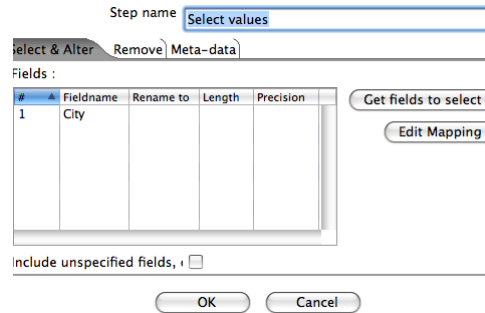 Step name Select values
Select & Alter Remove Meta-data
Fields :
# Fieldname Rename to Length Precision
1 City
Get fields to select
Edit Mapping
Include unspecified fields,
OK Cancel